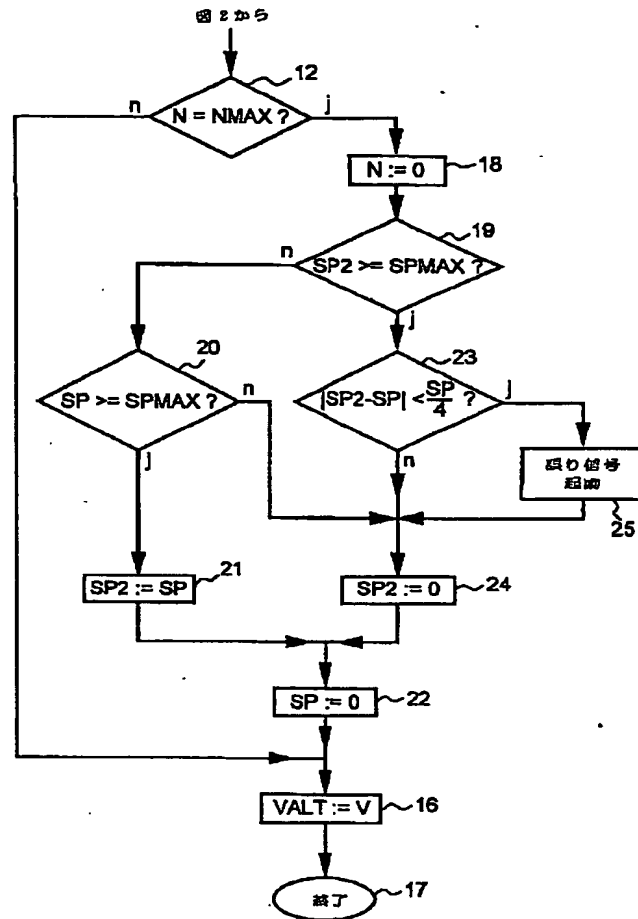 図2から
12
n
N = NMAX ?
j
N := 0
18
19
n
SP2 >= SPMAX ?
j
20
SP >= SPMAX ?
n
j
23
|SP2-SP| < SP/4 ?
j
n
誤り信号
起動
25
SP2 := SP
21
SP2 := 0
24
SP := 0
22
VALT := V
16
終了
17